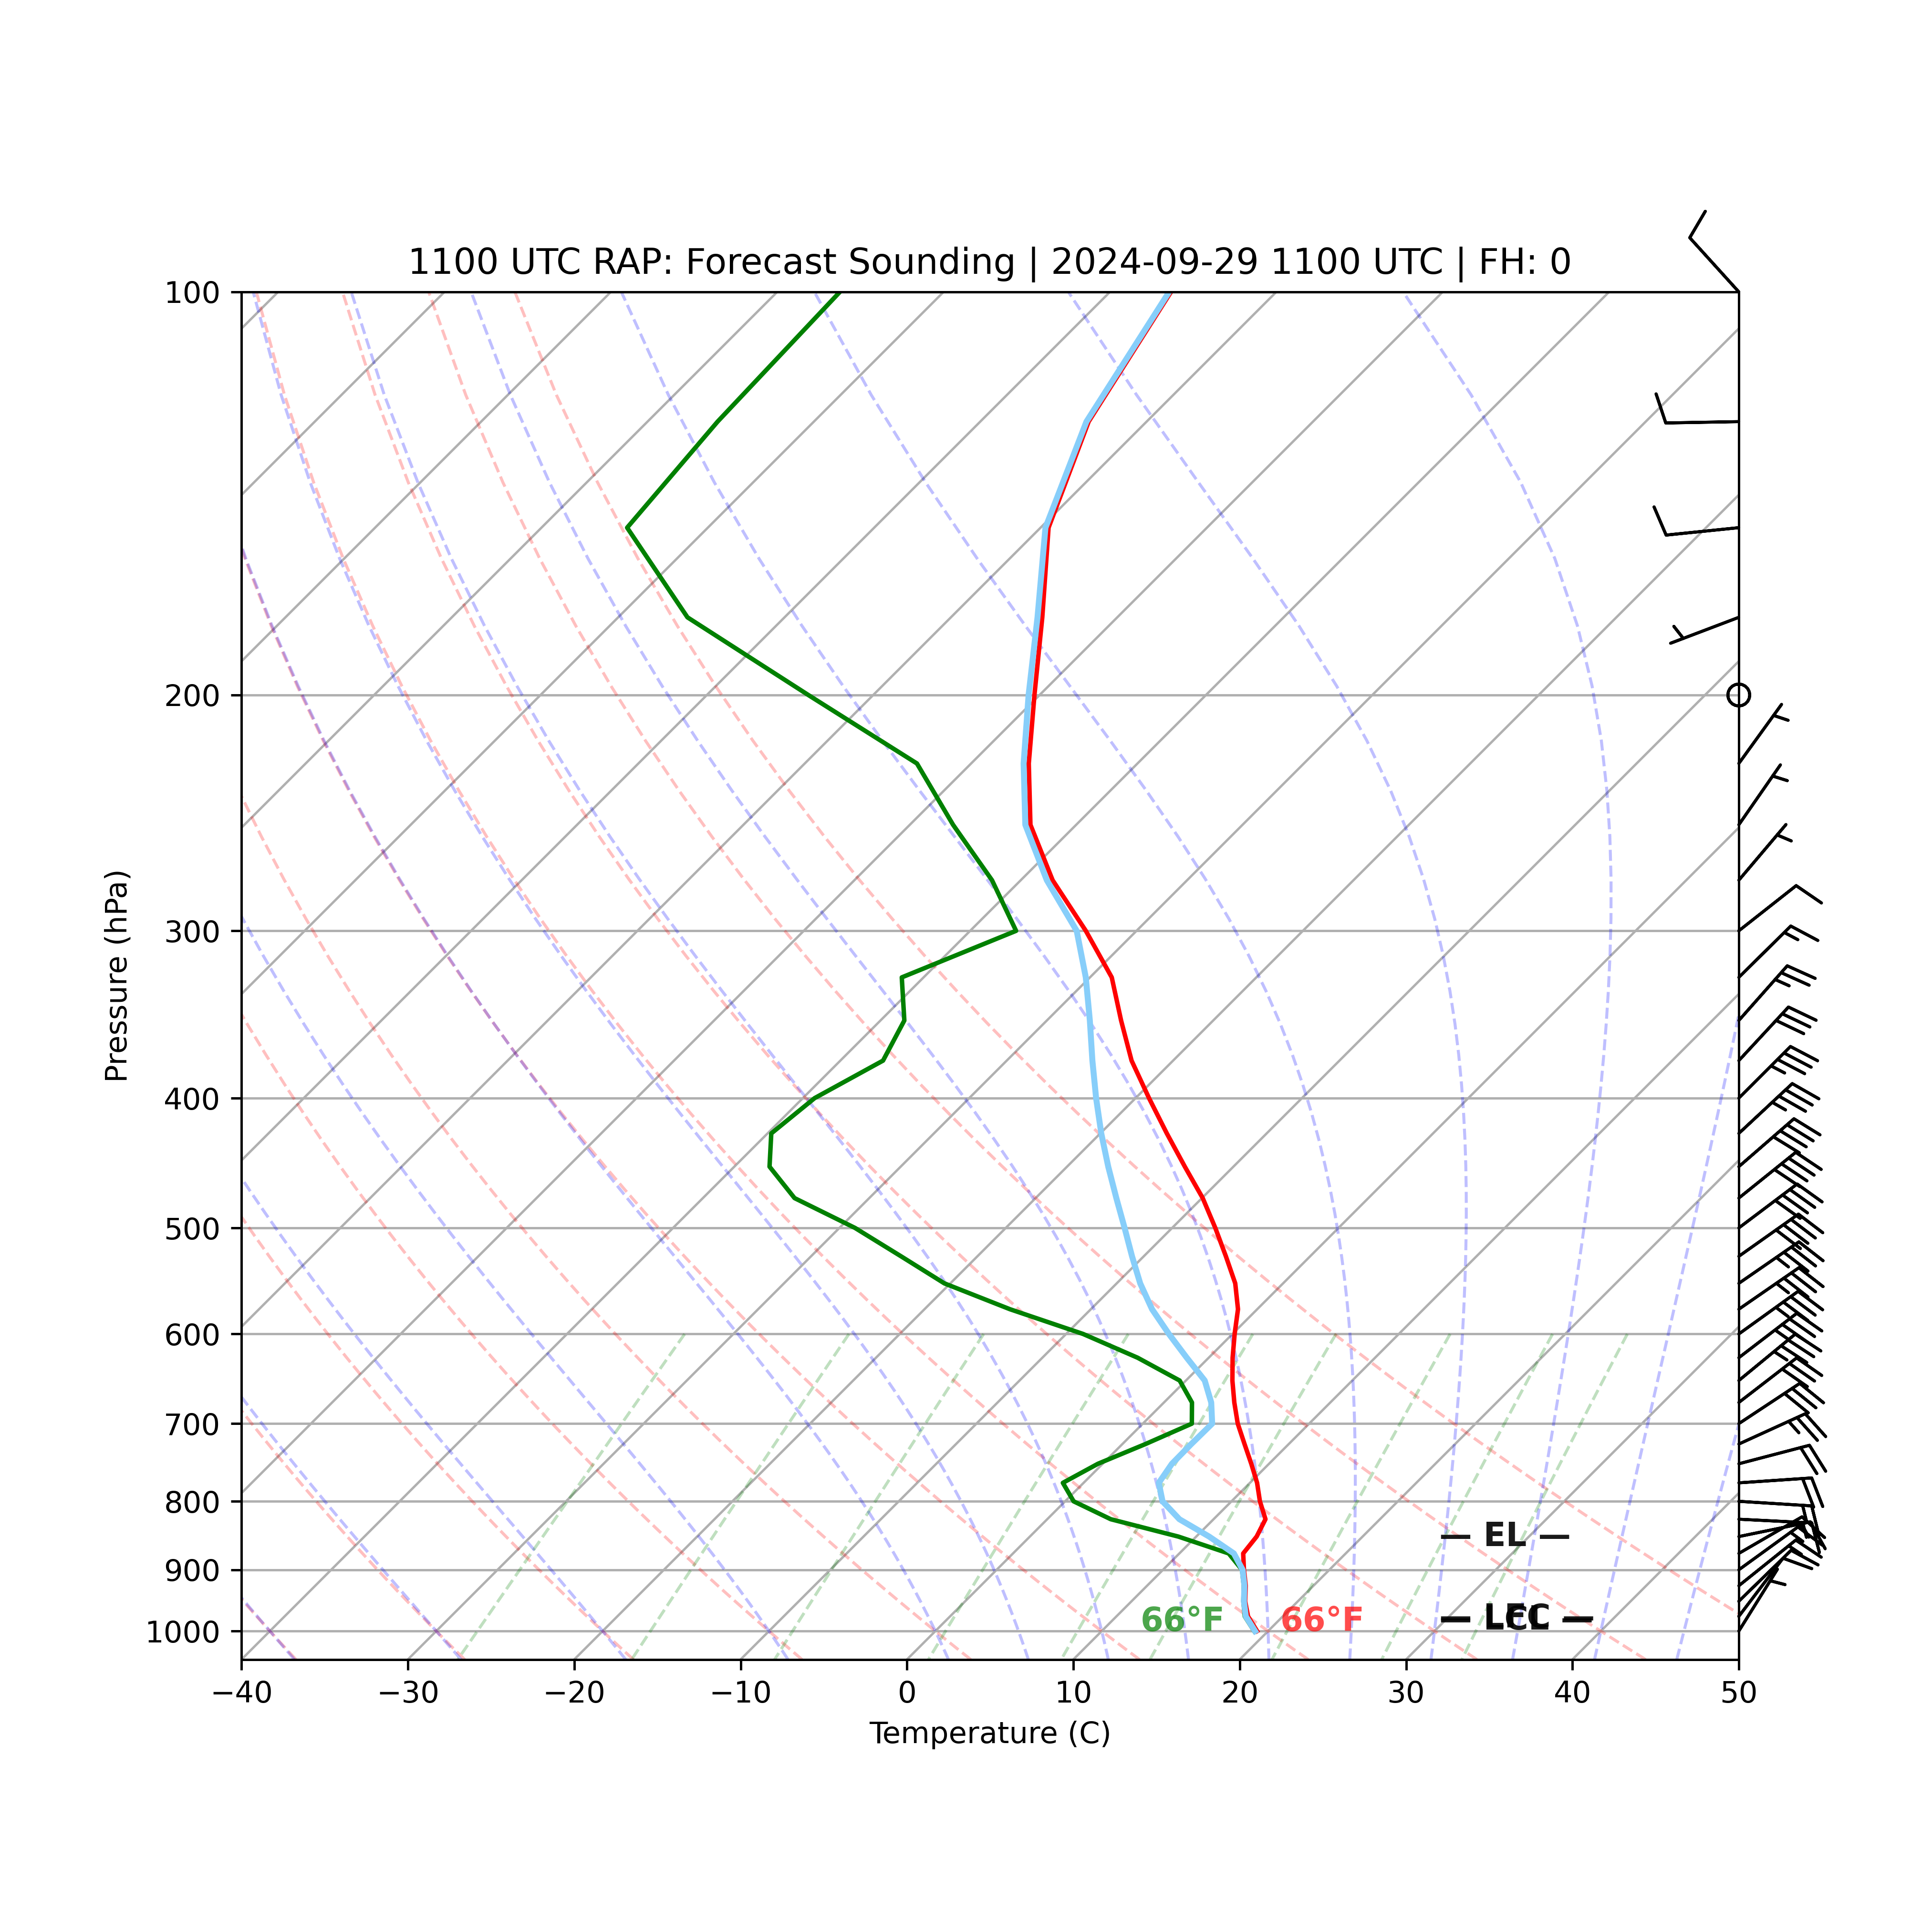 1100 UTC RAP: Forecast Sounding | 2024-09-29 1100 UTC | FH: 0
100
200
300
400
500
600
700
800
900
1000
Pressure (hPa)
— EL —
66°F 66°F
−40 −30 −20 −10 0 10 20 30 40 50
Temperature (C)